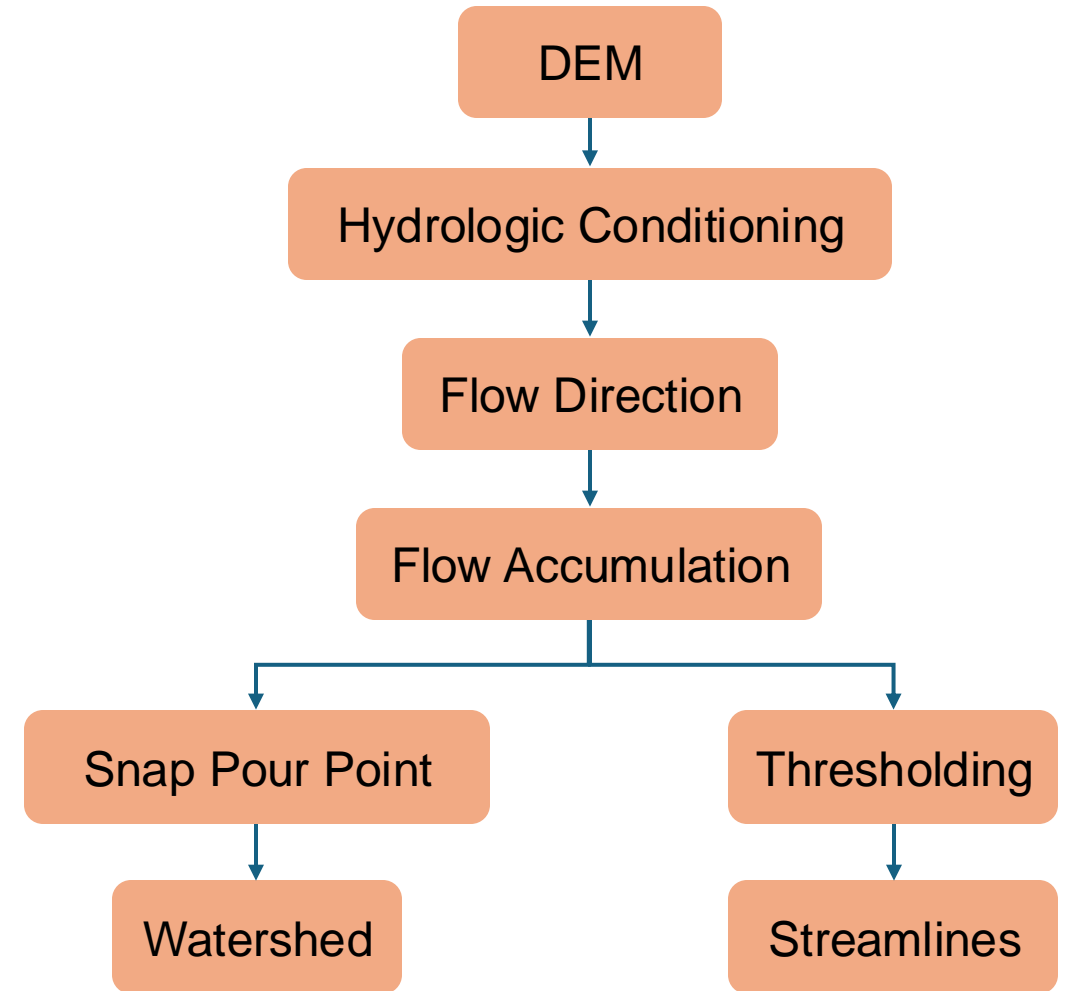 DEM
Hydrologic Conditioning
Flow Direction
Flow Accumulation
Snap Pour Point
Thresholding
Watershed
Streamlines